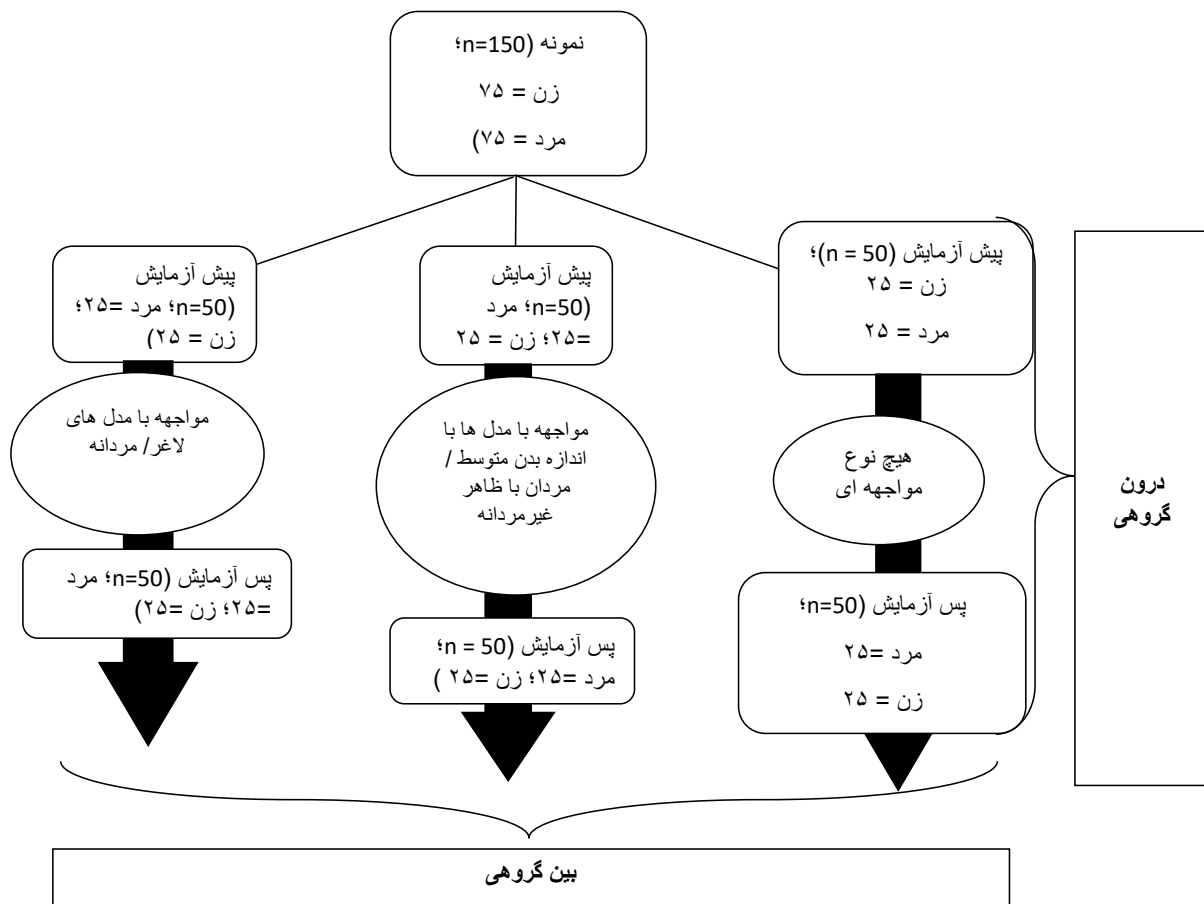 نمونه (n=150؛
زن = ۷۵
مرد = ۷۵)
پیش آزمایش (n = 50)؛
زن = ۲۵
مرد = ۲۵
پیش آزمایش
(n=50؛ مرد
=۲۵؛ زن = ۲۵
پیش آزمایش
(n=50؛ مرد =۲۵؛
زن = ۲۵)
هیچ نوع
مواجهه ای
مواجهه با مدل ها با
اندازه بدن متوسط /
مردان با ظاهر
غیرمردانه
مواجهه با مدل های
لاغر/ مردانه
پس آزمایش (n=50؛
مرد =۲۵
زن = ۲۵
پس آزمایش (n = 50؛
مرد =۲۵؛ زن =۲۵ )
پس آزمایش (n=50؛ مرد
=۲۵؛ زن =۲۵)
درون
گروهی
بین گروهی